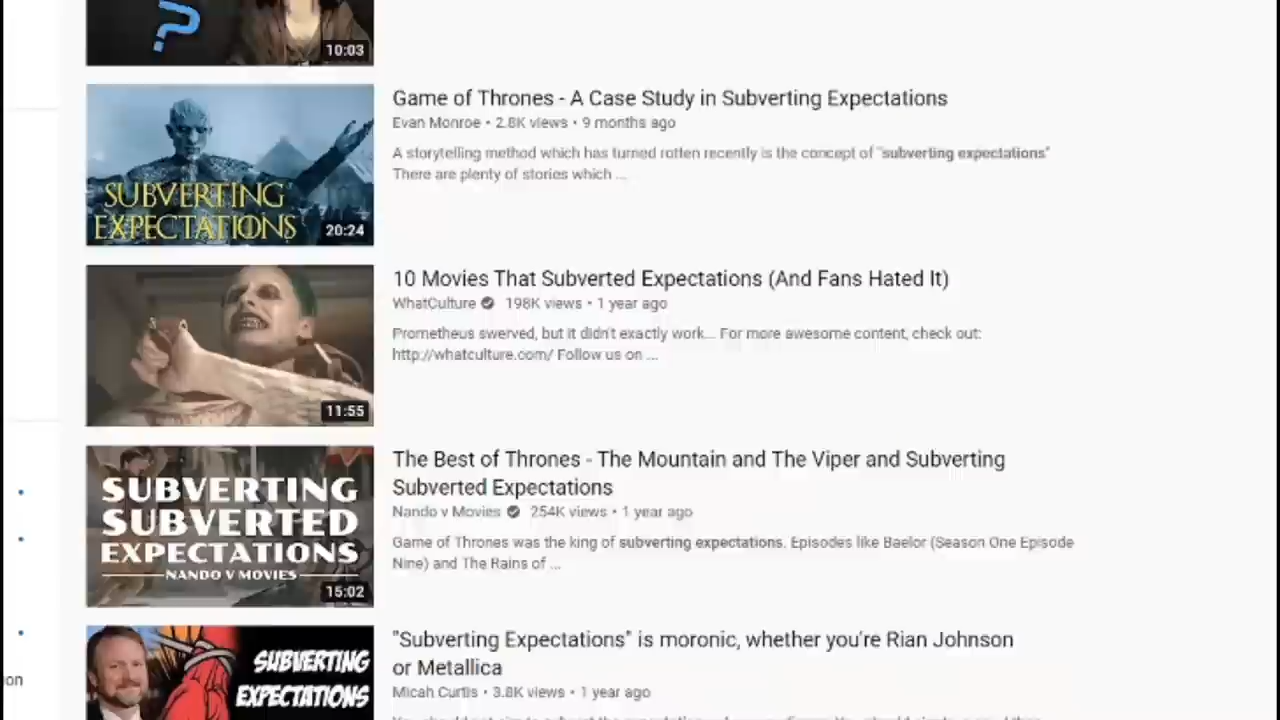 ?
10:03
Game of Thrones - A Case Study in Subverting Expectations
Evan Monroe • 2.8K views • 9 months ago
A storytelling method which has turned rotten recently is the concept of "subverting expectations"
There are plenty of stories which ...
SUBVERTING
EXPECTATIONS
20:24
10 Movies That Subverted Expectations (And Fans Hated It)
WhatCulture 198K views • 1 year ago
Prometheus swerved, but it didn't exactly work... For more awesome content, check out:
http://whatculture.com/ Follow us on ...
11:55
The Best of Thrones - The Mountain and The Viper and Subverting
Subverted Expectations
Nando v Movies 254K views • 1 year ago
Game of Thrones was the king of subverting expectations. Episodes like Baelor (Season One Episode
Nine) and The Rains of ...
SUBVERTING
SUBVERTED
EXPECTATIONS
NANDO V MOVIES
15:02
"Subverting Expectations" is moronic, whether you're Rian Johnson
or Metallica
Micah Curtis • 3.8K views • 1 year ago
SUBVERTING
EXPECTATIONS
on